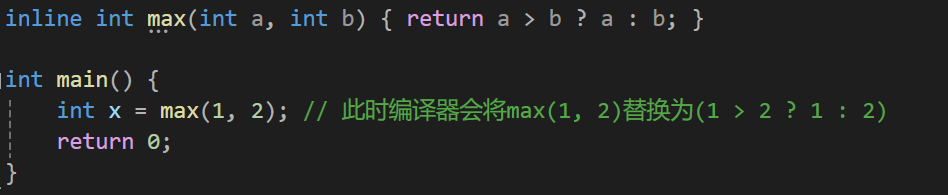 inline int max(int a, int b) { return a > b ? a : b; }
int main() {
int x = max(1, 2); // 此时编译器会将max(1, 2)替换为(1 > 2 ? 1 : 2)
return 0;
}